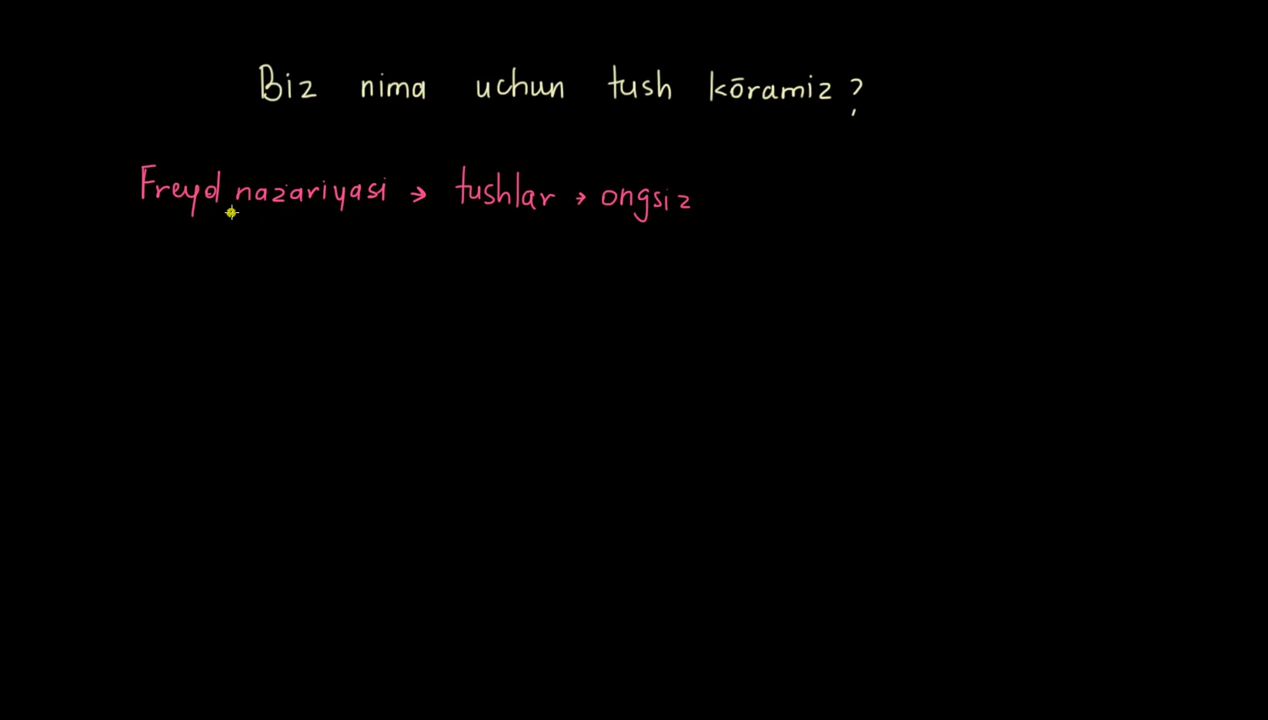 Biz nima uchun tush kōramiz?
Freyd nazariyasi → tushlar → ongsiz